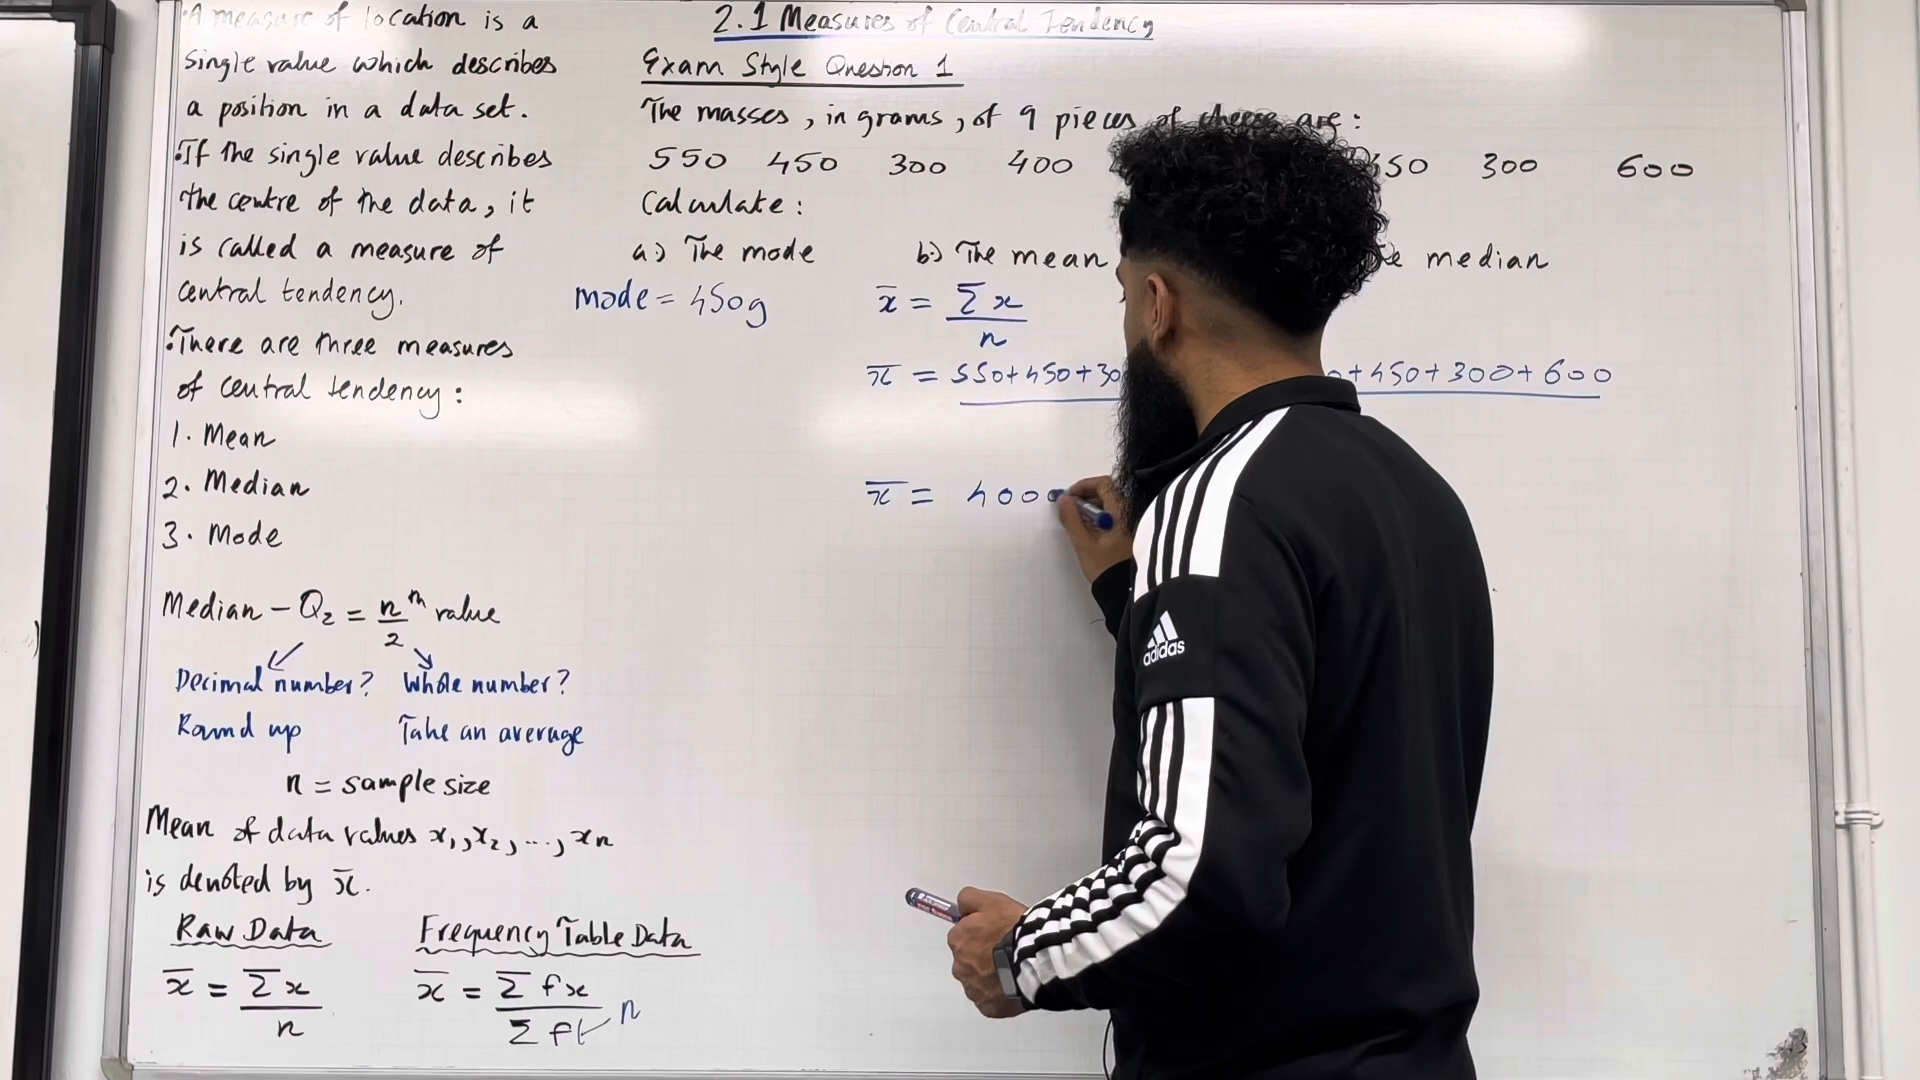 2.1 Measures of Central Tendency
·A measure of location is a
single value which describes
a position in a data set.
·If the single value describes
the centre of the data, it
is called a measure of
central tendency.
·There are three measures
of central tendency:
1. Mean
2. Median
3. Mode
Median - Q₂ = n/2 th value
Decimal number? Whole number?
Round up Take an average
n = sample size
Mean of data values x₁, x₂, ..., xn
is denoted by x̄.
Raw Data Frequency Table Data
x̄ = Σx/n x̄ = Σfx/Σf n
Exam Style Question 1
The masses, in grams, of 9 pieces of cheese are:
550 450 300 400 450 300 600
Calculate:
a) The mode b) The mean The median
mode = 450g x̄ = Σx/n
x̄ = 550+450+30 +450+300+600
x̄ = 4000
adidas